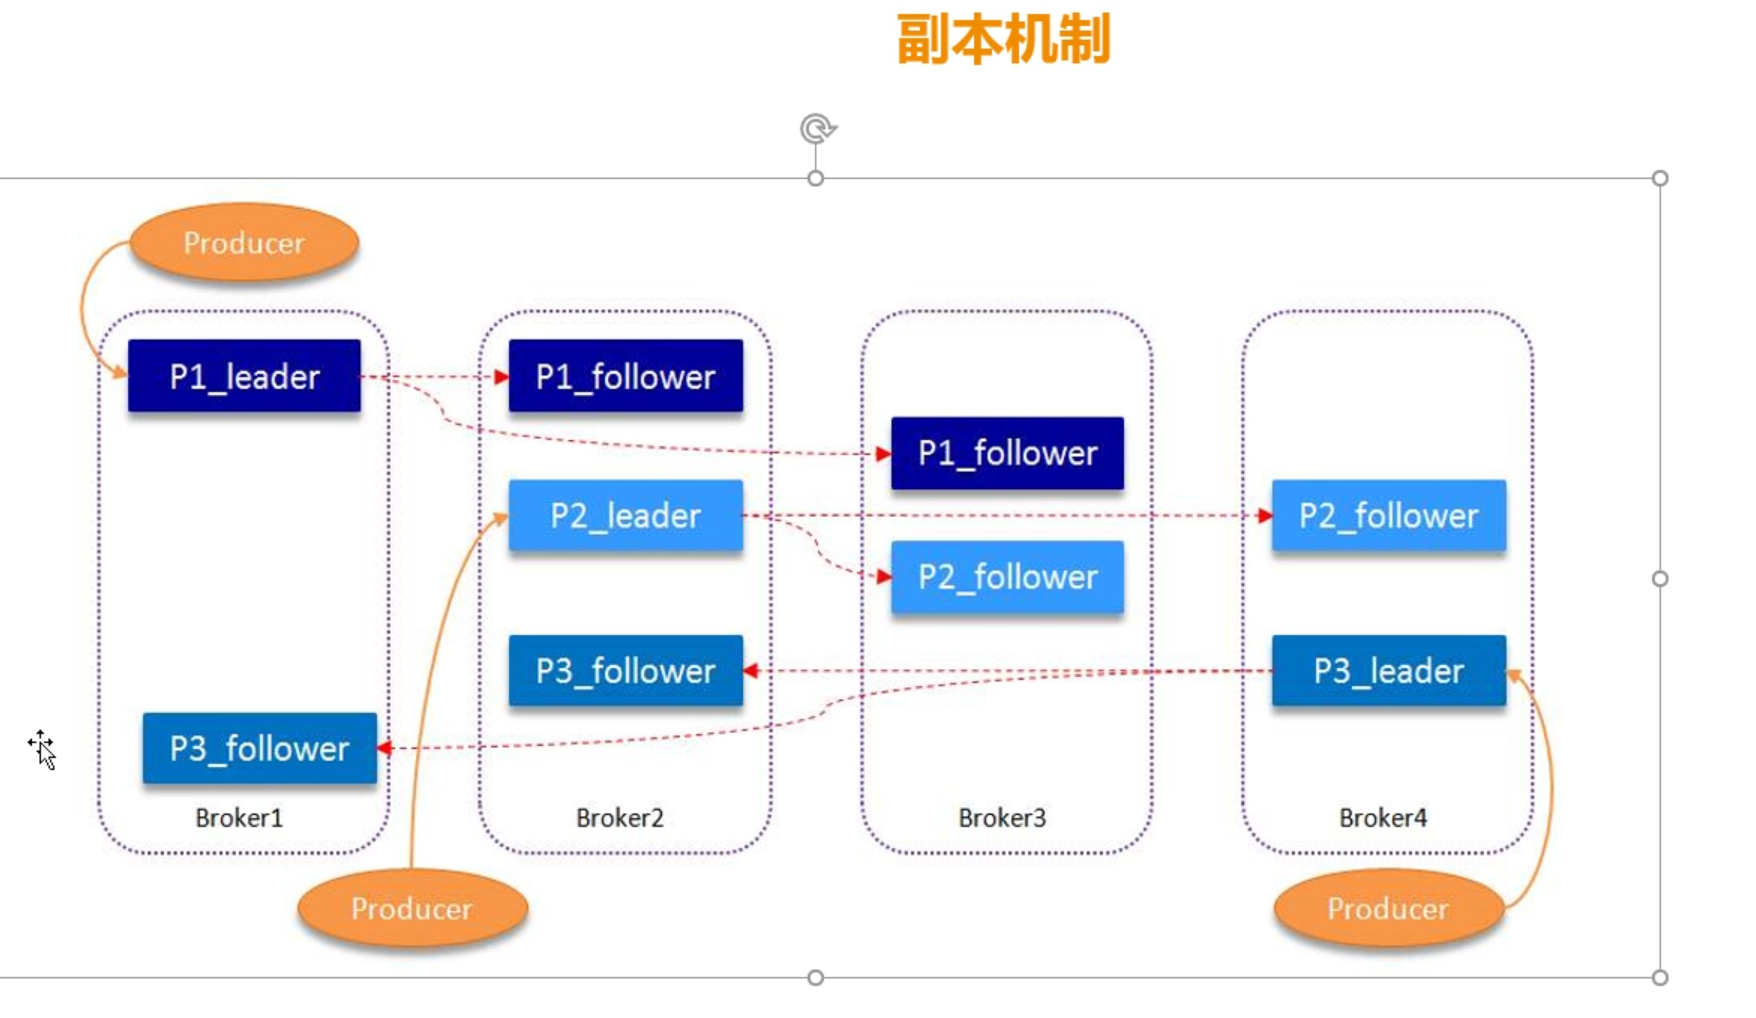 副本机制
Producer
P1_leader
P1_follower
P1_follower
P2_leader
P2_follower
P2_follower
P3_follower
P3_leader
P3_follower
Broker1
Broker2
Broker3
Broker4
Producer
Producer